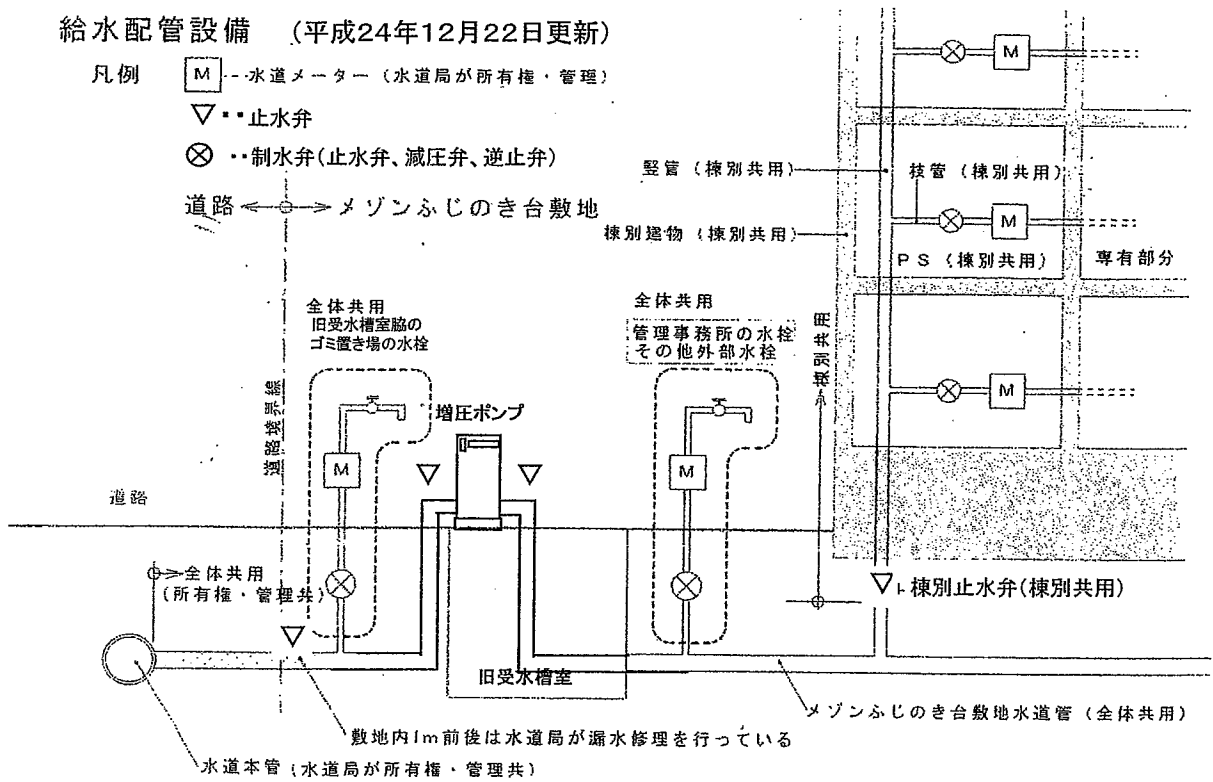 給水配管設備 (平成24年12月22日更新)
凡例
M ---水道メーター (水道局が所有権・管理)
▽ ・・止水弁
⊗ ・・制水弁(止水弁、減圧弁、逆止弁)
道路 メゾンふじのき台敷地
竪管 (棟別共用)
枝管 (棟別共用)
棟別建物 (棟別共用)
PS (棟別共用)
専有部分
M
M
M
棟別共用
全体共用
旧受水槽室脇の
ゴミ置き場の水栓
全体共用
管理事務所の水栓
その他外部水栓
道路境界線
増圧ポンプ
M
M
道路
全体共用
(所有権・管理共)
棟別止水弁(棟別共用)
旧受水槽室
メゾンふじのき台敷地水道管 (全体共用)
敷地内1m前後は水道局が漏水修理を行っている
水道本管 (水道局が所有権・管理共)